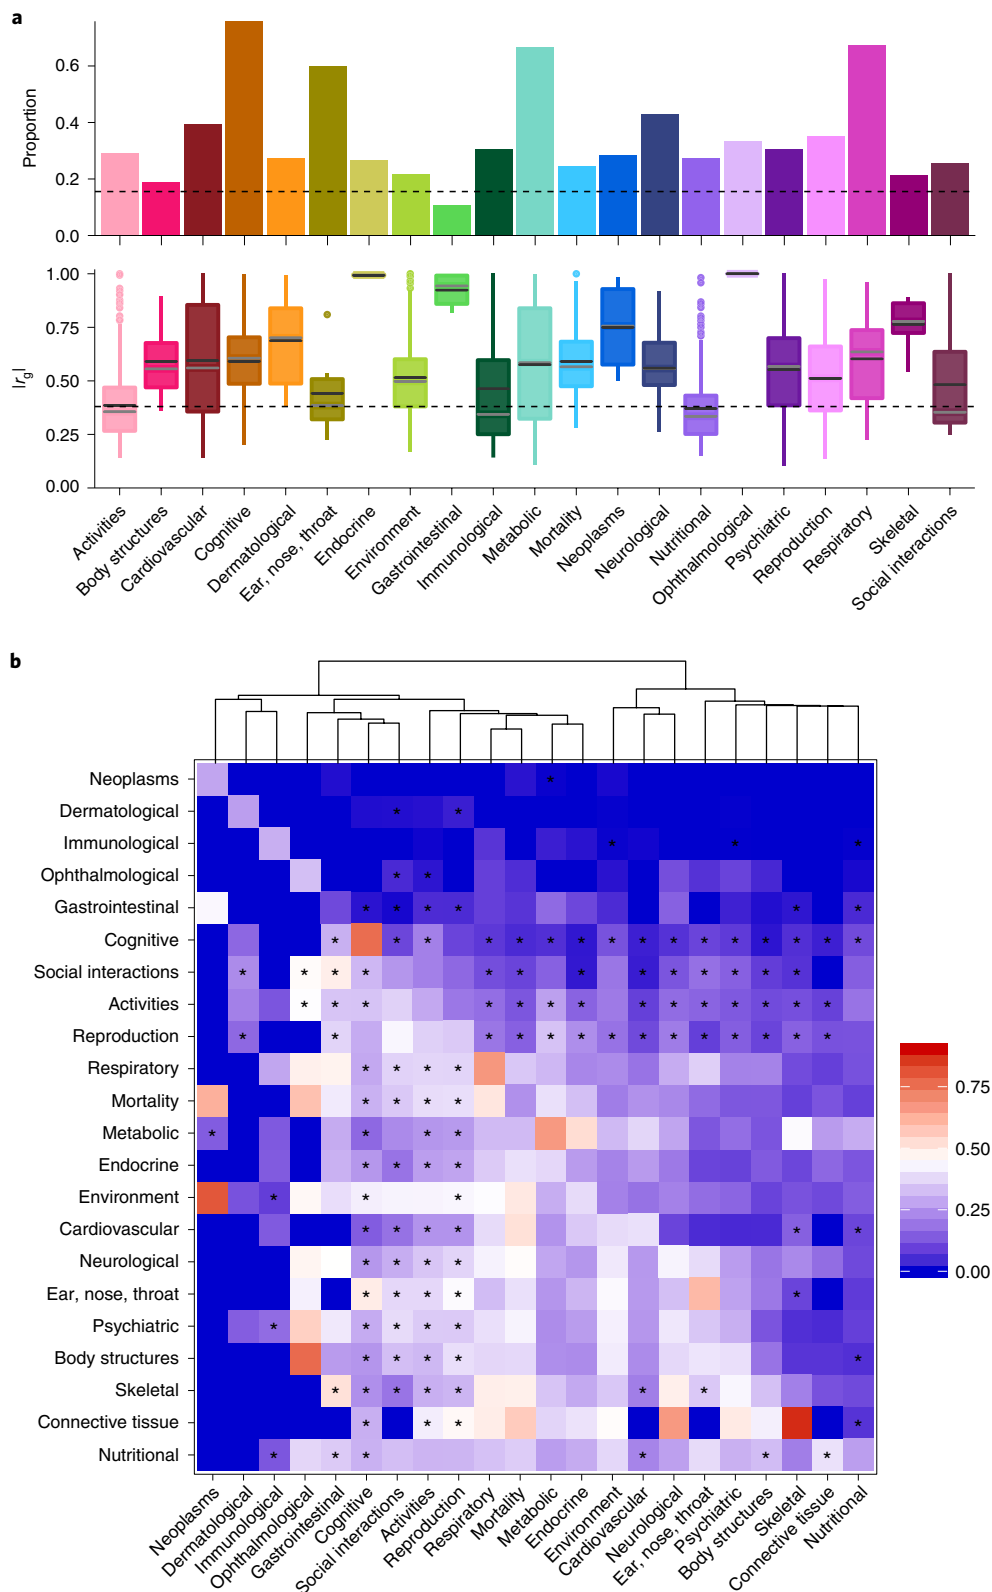 a
Proportion
0.6
0.4
0.2
0.0
|rg|
1.00
0.75
0.50
0.25
0.00
Activities
Body structures
Cardiovascular
Cognitive
Dermatological
Ear, nose, throat
Endocrine
Environment
Gastrointestinal
Immunological
Metabolic
Mortality
Neoplasms
Neurological
Nutritional
Ophthalmological
Psychiatric
Reproduction
Respiratory
Skeletal
Social interactions
b
Neoplasms
Dermatological
Immunological
Ophthalmological
Gastrointestinal
Cognitive
Social interactions
Activities
Reproduction
Respiratory
Mortality
Metabolic
Endocrine
Environment
Cardiovascular
Neurological
Ear, nose, throat
Psychiatric
Body structures
Skeletal
Connective tissue
Nutritional
0.75
0.50
0.25
0.00
Neoplasms
Dermatological
Immunological
Ophthalmological
Gastrointestinal
Cognitive
Social interactions
Activities
Reproduction
Respiratory
Mortality
Metabolic
Endocrine
Environment
Cardiovascular
Neurological
Ear, nose, throat
Psychiatric
Body structures
Skeletal
Connective tissue
Nutritional